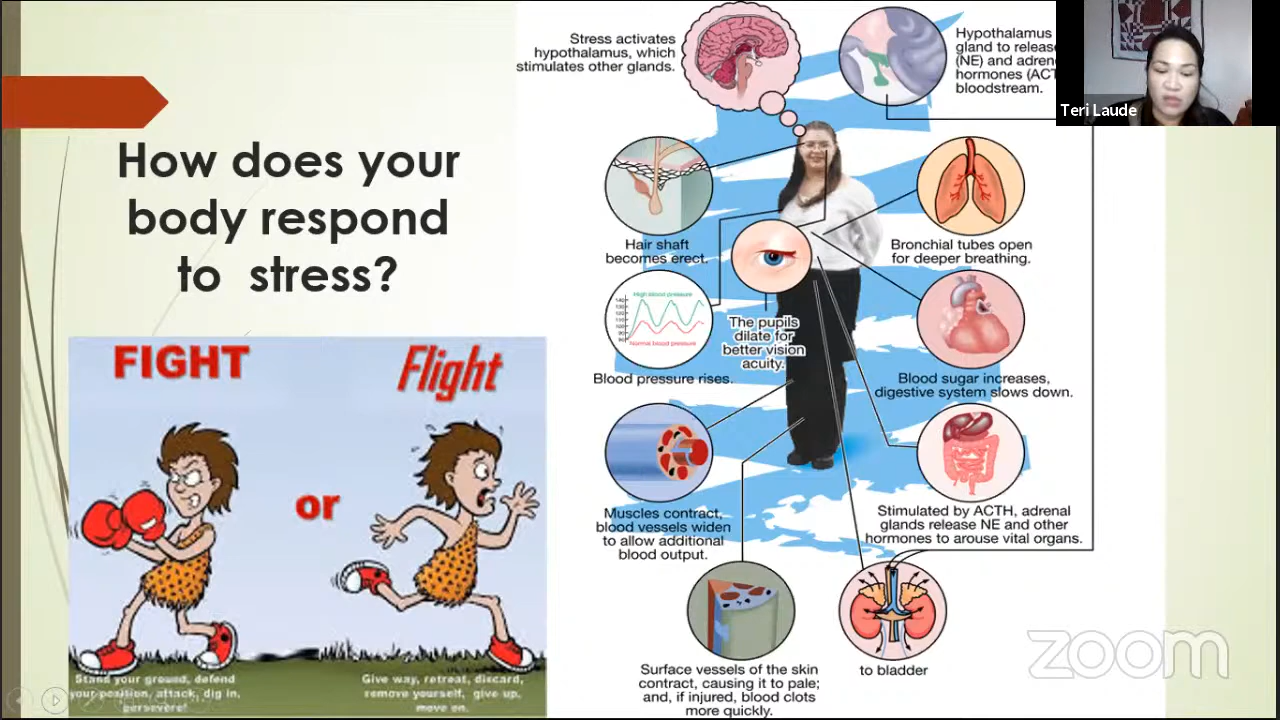 How does your
body respond
to stress?
FIGHT
Flight
or
Stand your ground, defend
your position, attack, dig in,
persevere!
Give way, retreat, discard,
remove yourself, give up,
move on.
Stress activates
hypothalamus, which
stimulates other glands.
Hypothalamus
gland to release
(NE) and adren
hormones (ACT
bloodstream.
Teri Laude
Hair shaft
becomes erect.
Bronchial tubes open
for deeper breathing.
High blood pressure
Normal blood pressure
Blood pressure rises.
The pupils
dilate for
better vision
acuity.
Blood sugar increases,
digestive system slows down.
Muscles contract,
blood vessels widen
to allow additional
blood output.
Stimulated by ACTH, adrenal
glands release NE and other
hormones to arouse vital organs.
Surface vessels of the skin
contract, causing it to pale;
and, if injured, blood clots
more quickly.
to bladder
zoom